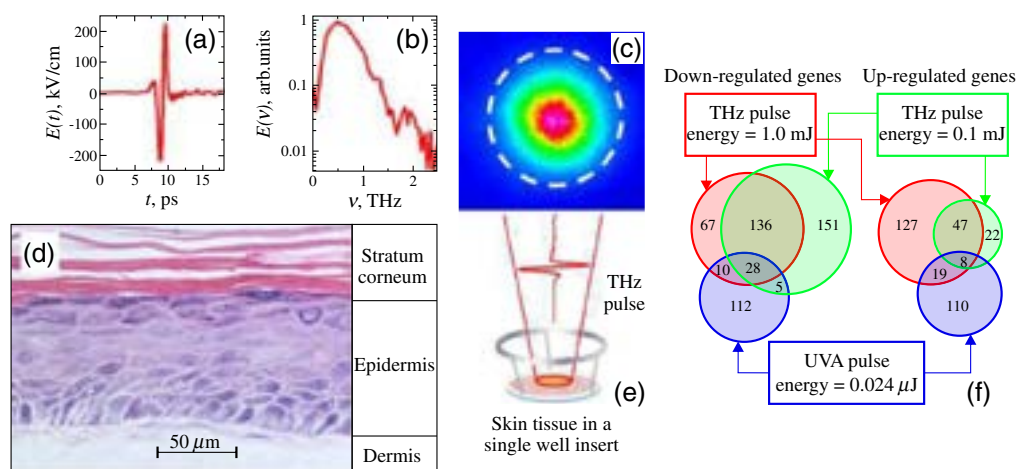 (a)
E(t), kV/cm
200
100
0
-100
-200
0
5
10
15
t, ps
(b)
E(ν), arb.units
1
0.1
0.01
0
1
2
ν, THz
(c)
(d)
Stratum
corneum
Epidermis
Dermis
50 μm
THz
pulse
(e)
Skin tissue in a
single well insert
Down-regulated genes
Up-regulated genes
THz pulse
energy = 1.0 mJ
THz pulse
energy = 0.1 mJ
67
136
151
10
28
5
112
127
47
22
8
19
110
UVA pulse
energy = 0.024 μJ
(f)